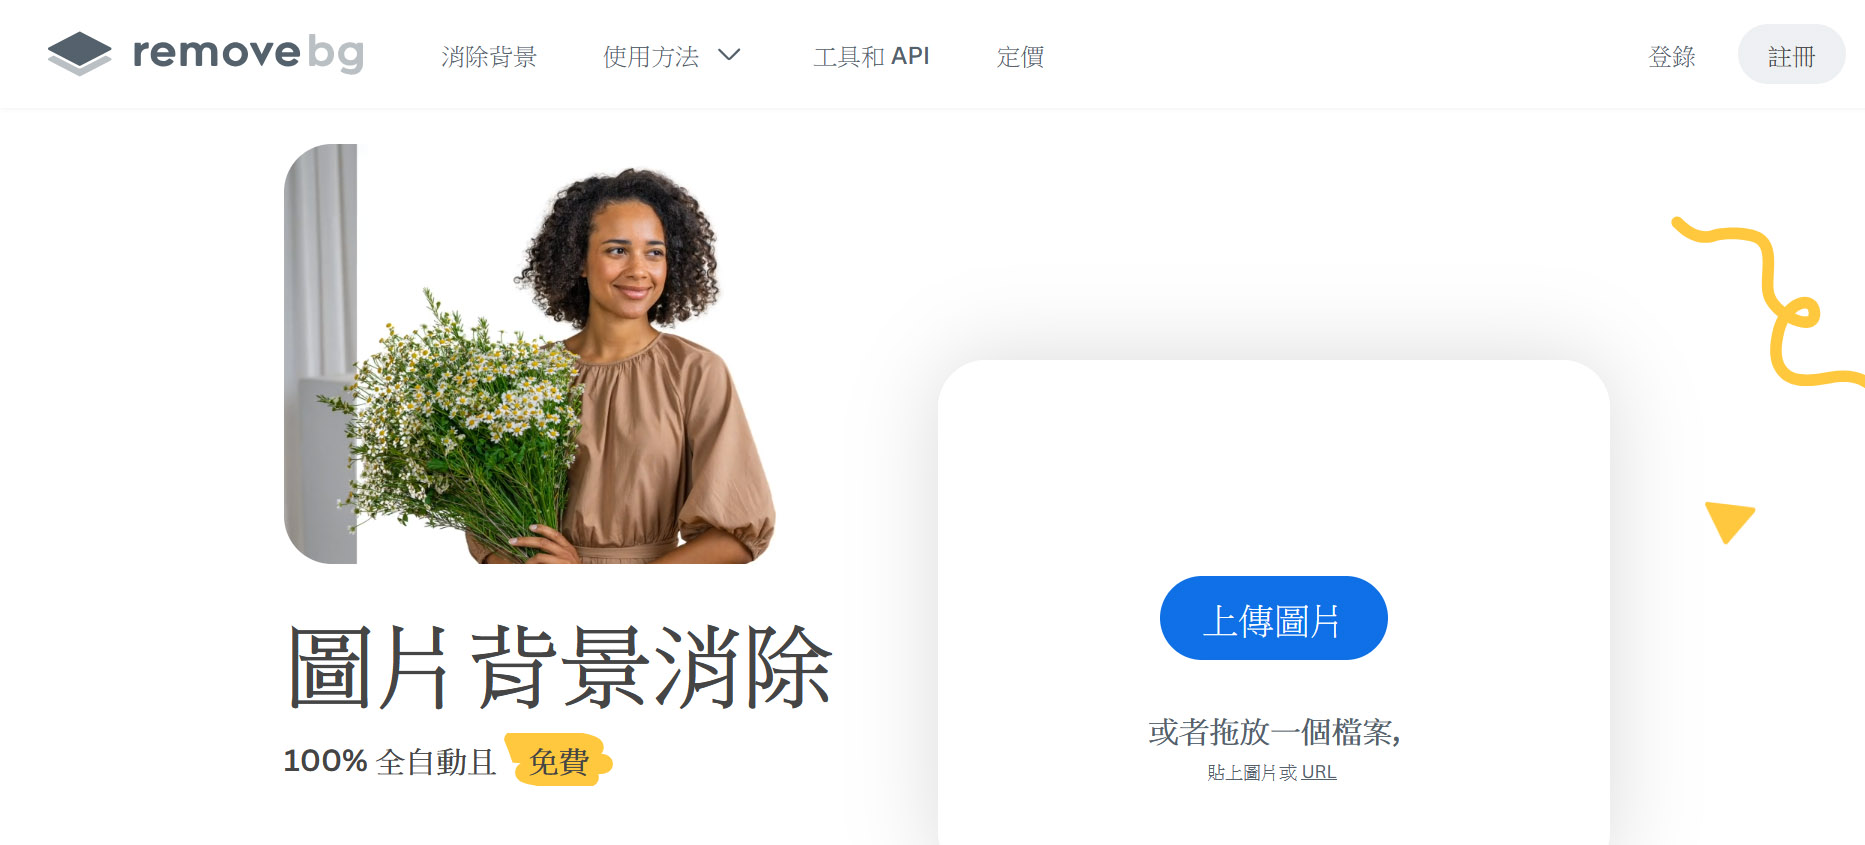 removebg 消除背景 使用方法 工具和 API 定價 登錄 註冊
圖片背景消除
100% 全自動且 免費
上傳圖片
或者拖放一個檔案,
貼上圖片或 URL